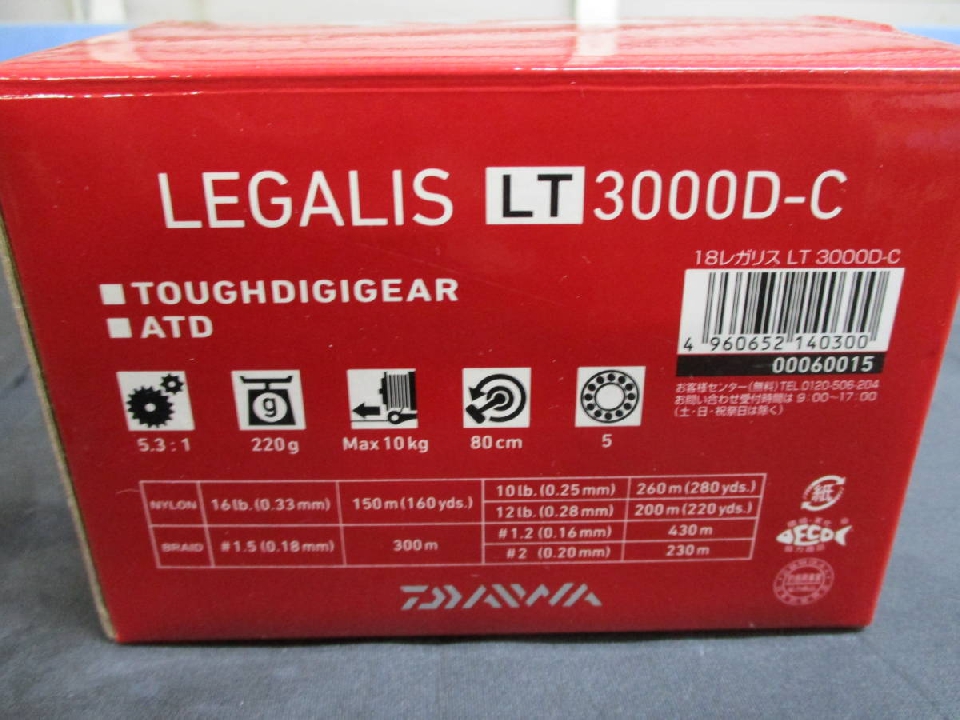 LEGALIS LT 3000D-C
18レガリス LT 3000D-C
■TOUGHDIGIGEAR
■ATD
4 960652 140300
00060015
お客様センター(無料)TEL0120-506-204
お問い合わせ受付時間は 9:00〜17:00
(土・日・祝祭日は除く)
g
5.3:1 220g Max 10kg 80cm 5
NYLON 16lb.(0.33mm) 150m(160yds.) 10lb.(0.25mm) 260m(280yds.)
12lb.(0.28mm) 200m(220yds.)
BRAID #1.5(0.18mm) 300m #1.2(0.16mm) 430m
#2 (0.20mm) 230m
紙
ECO
DAIWA